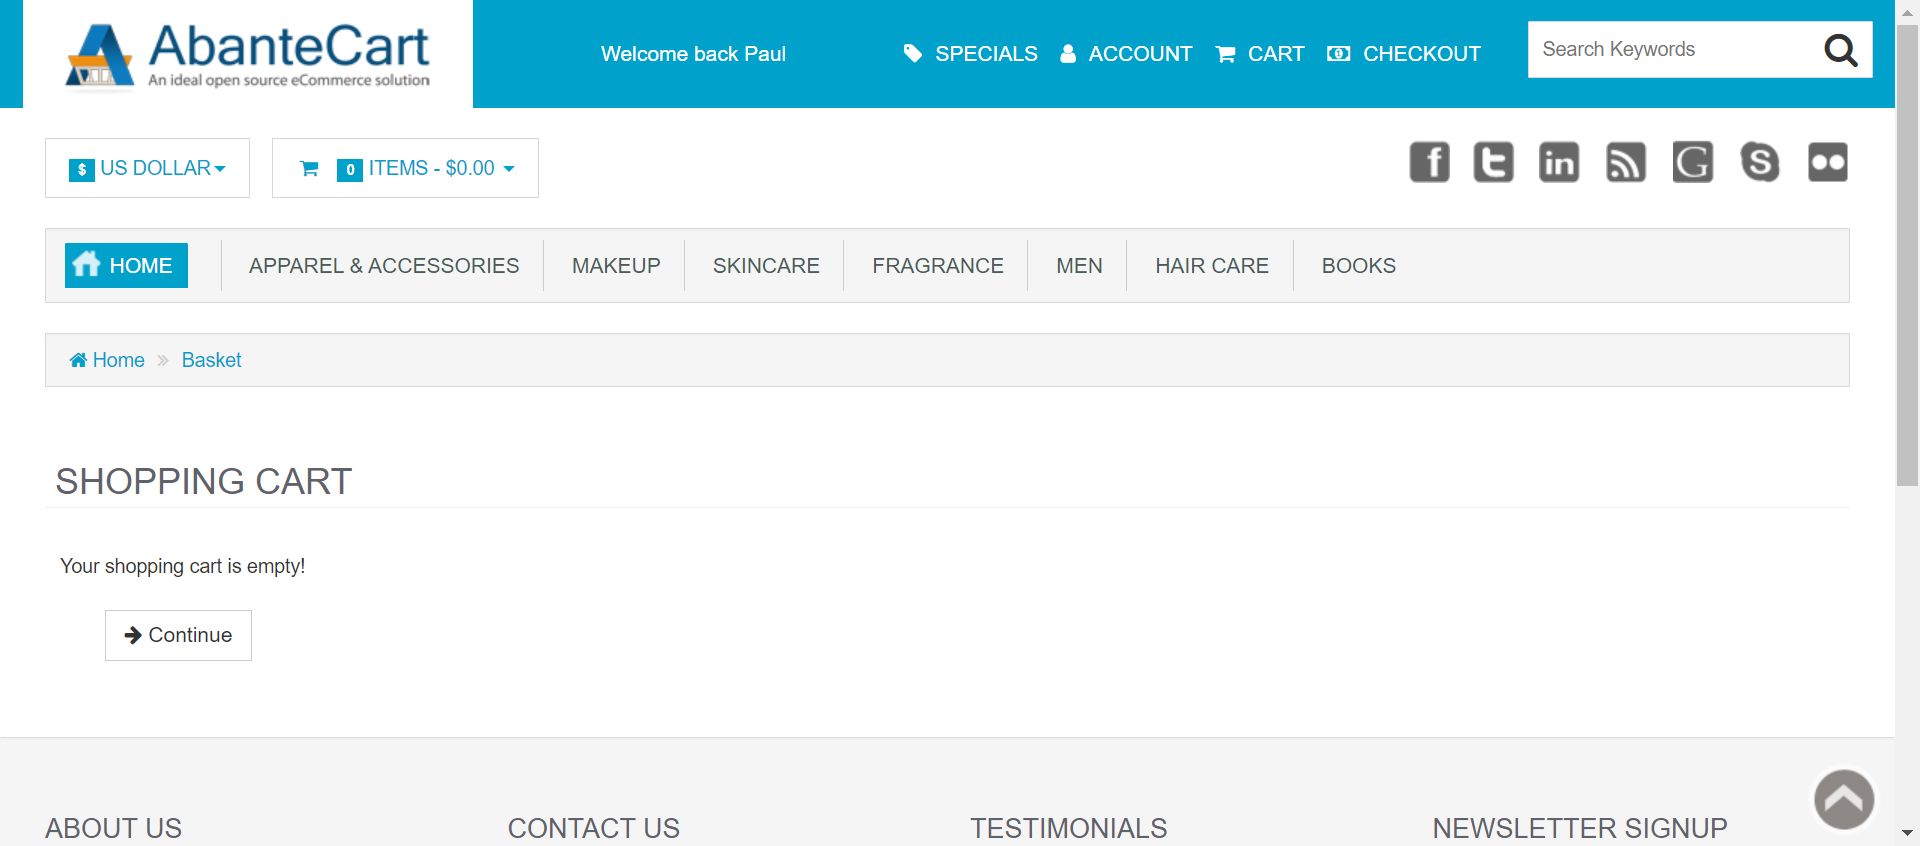 AbanteCart
An ideal open source eCommerce solution
Welcome back Paul
SPECIALS
ACCOUNT
CART
CHECKOUT
Search Keywords
$ US DOLLAR
0 ITEMS - $0.00
HOME
APPAREL & ACCESSORIES
MAKEUP
SKINCARE
FRAGRANCE
MEN
HAIR CARE
BOOKS
Home » Basket
SHOPPING CART
Your shopping cart is empty!
Continue
ABOUT US
CONTACT US
TESTIMONIALS
NEWSLETTER SIGNUP